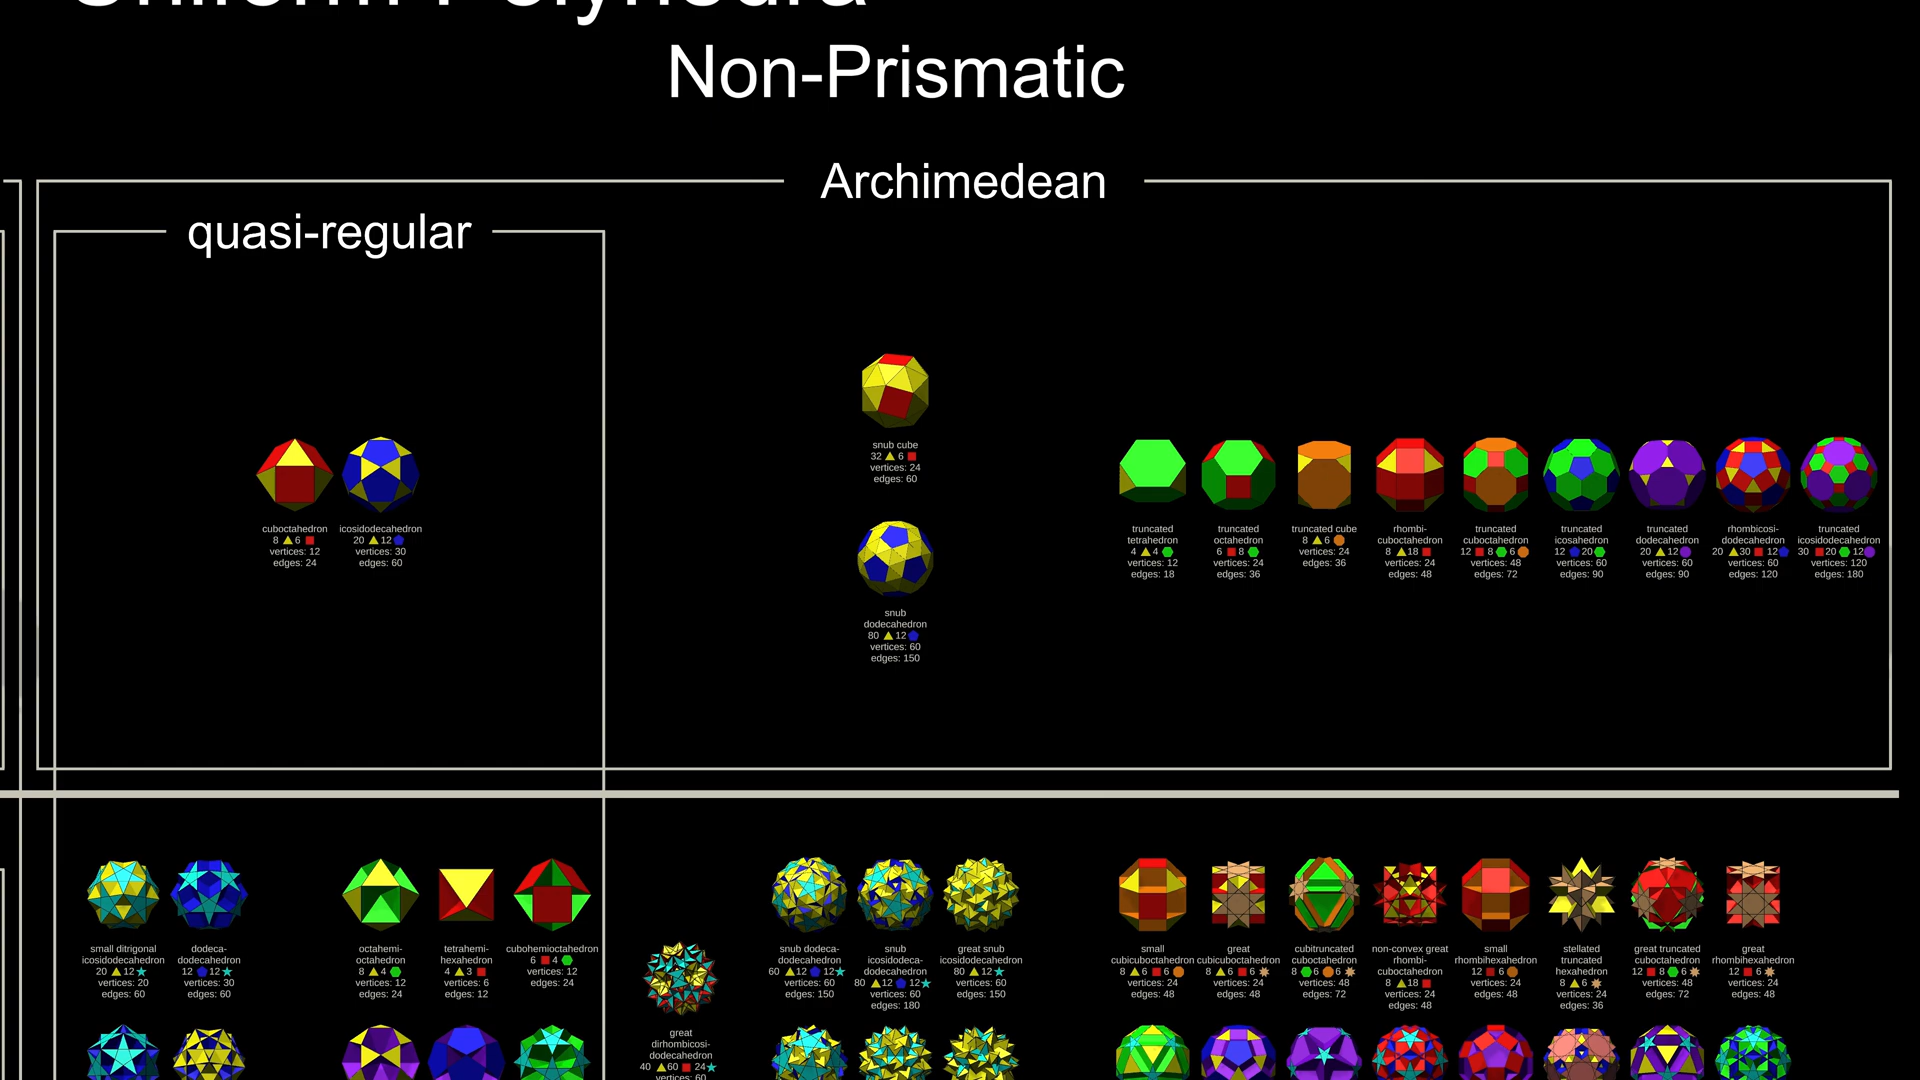 Uniform Polyhedra
Non-Prismatic
Archimedean
quasi-regular
snub cube
32 6
vertices: 24
edges: 60
cuboctahedron
8 6
vertices: 12
edges: 24
icosidodecahedron
20 12
vertices: 30
edges: 60
truncated
tetrahedron
4 4
vertices: 12
edges: 18
truncated
octahedron
6 8
vertices: 24
edges: 36
truncated cube
8 6
vertices: 24
edges: 36
rhombi-
cuboctahedron
8 18
vertices: 24
edges: 48
truncated
cuboctahedron
12 8 6
vertices: 48
edges: 72
truncated
icosahedron
12 20
vertices: 60
edges: 90
truncated
dodecahedron
20 12
vertices: 60
edges: 90
rhombicosi-
dodecahedron
20 30 12
vertices: 60
edges: 120
truncated
icosidodecahedron
30 20 12
vertices: 120
edges: 180
snub
dodecahedron
80 12
vertices: 60
edges: 150
small ditrigonal
icosidodecahedron
20 12
vertices: 20
edges: 60
dodeca-
dodecahedron
12 12
vertices: 30
edges: 60
octahemi-
octahedron
8 4
vertices: 12
edges: 24
tetrahemi-
hexahedron
4 3
vertices: 6
edges: 12
cubohemioctahedron
6 4
vertices: 12
edges: 24
great
dirhombicosi-
dodecahedron
40 60 24
vertices: 60
snub dodeca-
dodecahedron
60 12 12
vertices: 60
edges: 150
snub
icosidodeca-
dodecahedron
80 12 12
vertices: 60
edges: 180
great snub
icosidodecahedron
80 12
vertices: 60
edges: 150
small
cubicuboctahedron
8 6 6
vertices: 24
edges: 48
great
cubicuboctahedron
8 6 6
vertices: 24
edges: 48
cubitruncated
cuboctahedron
8 6 6
vertices: 48
edges: 72
non-convex great
rhombi-
cuboctahedron
8 18
vertices: 24
edges: 48
small
rhombihexahedron
12 6
vertices: 24
edges: 48
stellated
truncated
hexahedron
8 6
vertices: 24
edges: 36
great truncated
cuboctahedron
12 8 6
vertices: 48
edges: 72
great
rhombihexahedron
12 6
vertices: 24
edges: 48